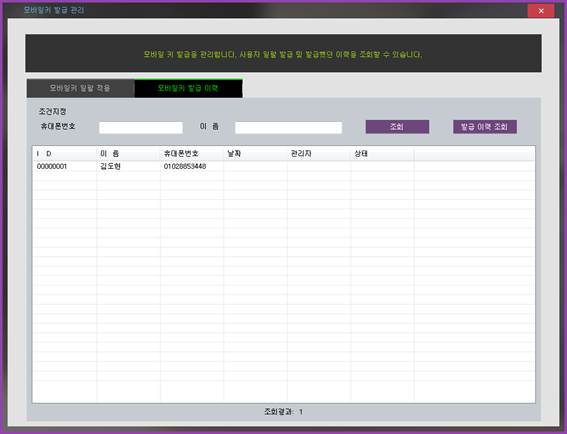 모바일키 발급 관리
모바일 키 발급을 관리합니다. 사용자 일괄 발급 및 발급했던 이력을 조회할 수 있습니다.
모바일키 일괄 적용 모바일키 발급 이력
조건지정
휴대폰번호 이 름 조회 발급 이력 조회
I D 이 름 휴대폰번호 날짜 관리자 상태
00000001 김도현 01028853448
조회결과: 1